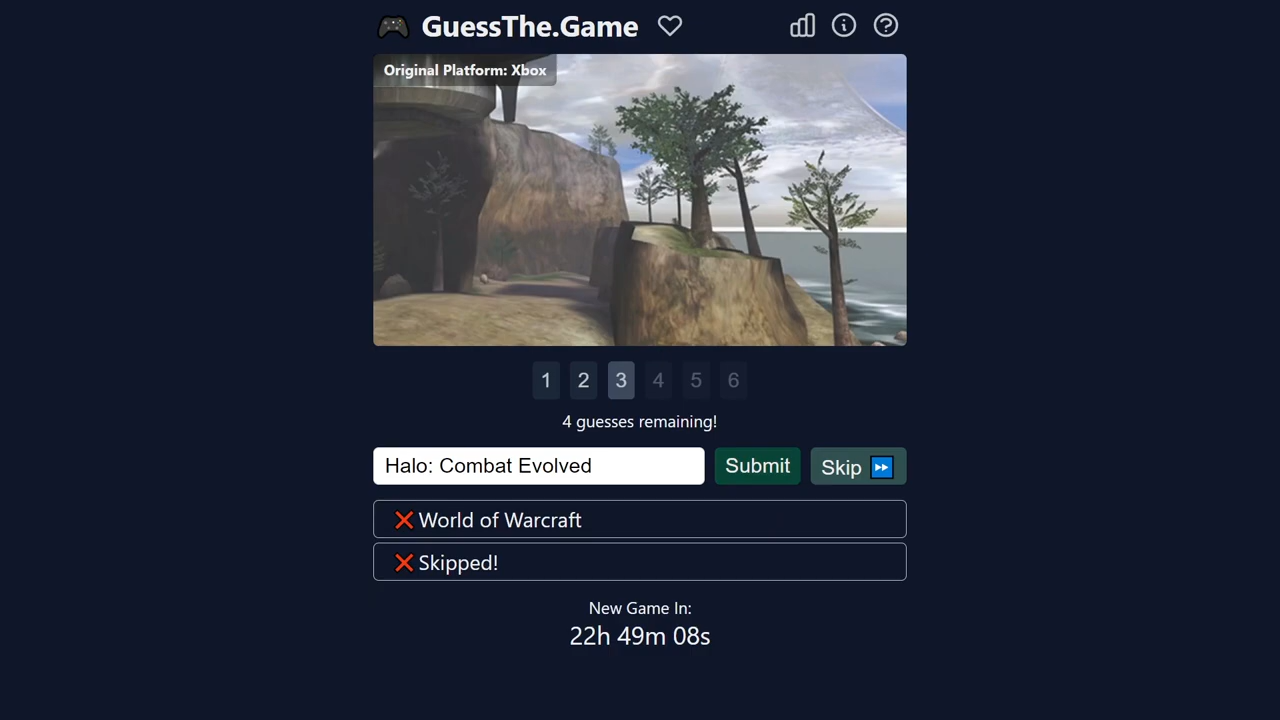 GuessThe.Game
Original Platform: Xbox
1 2 3 4 5 6
4 guesses remaining!
Halo: Combat Evolved Submit Skip
World of Warcraft
Skipped!
New Game In:
22h 49m 08s